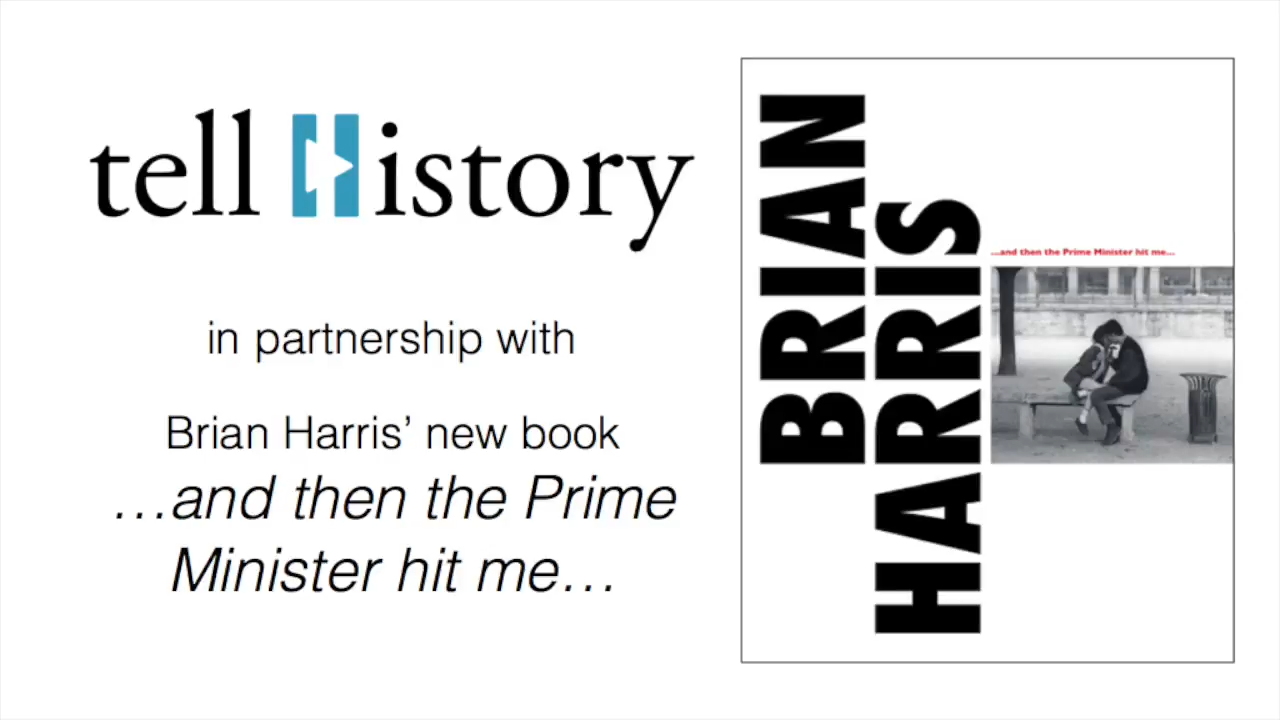 tell History
in partnership with
Brian Harris’ new book
…and then the Prime
Minister hit me…
BRIAN
HARRIS
...and then the Prime Minister hit me...